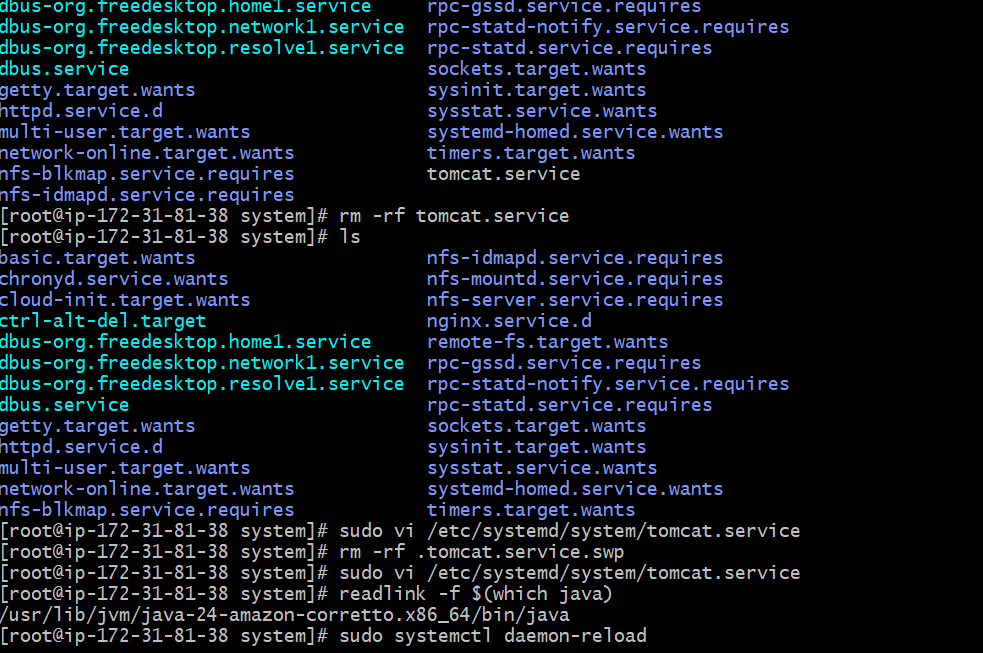 dbus-org.freedesktop.home1.service rpc-gssd.service.requires
dbus-org.freedesktop.network1.service rpc-statd-notify.service.requires
dbus-org.freedesktop.resolve1.service rpc-statd.service.requires
dbus.service sockets.target.wants
getty.target.wants sysinit.target.wants
httpd.service.d sysstat.service.wants
multi-user.target.wants systemd-homed.service.wants
network-online.target.wants timers.target.wants
nfs-blkmap.service.requires tomcat.service
nfs-idmapd.service.requires
[root@ip-172-31-81-38 system]# rm -rf tomcat.service
[root@ip-172-31-81-38 system]# ls
basic.target.wants nfs-idmapd.service.requires
chronyd.service.wants nfs-mountd.service.requires
cloud-init.target.wants nfs-server.service.requires
ctrl-alt-del.target nginx.service.d
dbus-org.freedesktop.home1.service remote-fs.target.wants
dbus-org.freedesktop.network1.service rpc-gssd.service.requires
dbus-org.freedesktop.resolve1.service rpc-statd-notify.service.requires
dbus.service rpc-statd.service.requires
getty.target.wants sockets.target.wants
httpd.service.d sysinit.target.wants
multi-user.target.wants sysstat.service.wants
network-online.target.wants systemd-homed.service.wants
nfs-blkmap.service.requires timers.target.wants
[root@ip-172-31-81-38 system]# sudo vi /etc/systemd/system/tomcat.service
[root@ip-172-31-81-38 system]# rm -rf .tomcat.service.swp
[root@ip-172-31-81-38 system]# sudo vi /etc/systemd/system/tomcat.service
[root@ip-172-31-81-38 system]# readlink -f $(which java)
/usr/lib/jvm/java-24-amazon-corretto.x86_64/bin/java
[root@ip-172-31-81-38 system]# sudo systemctl daemon-reload